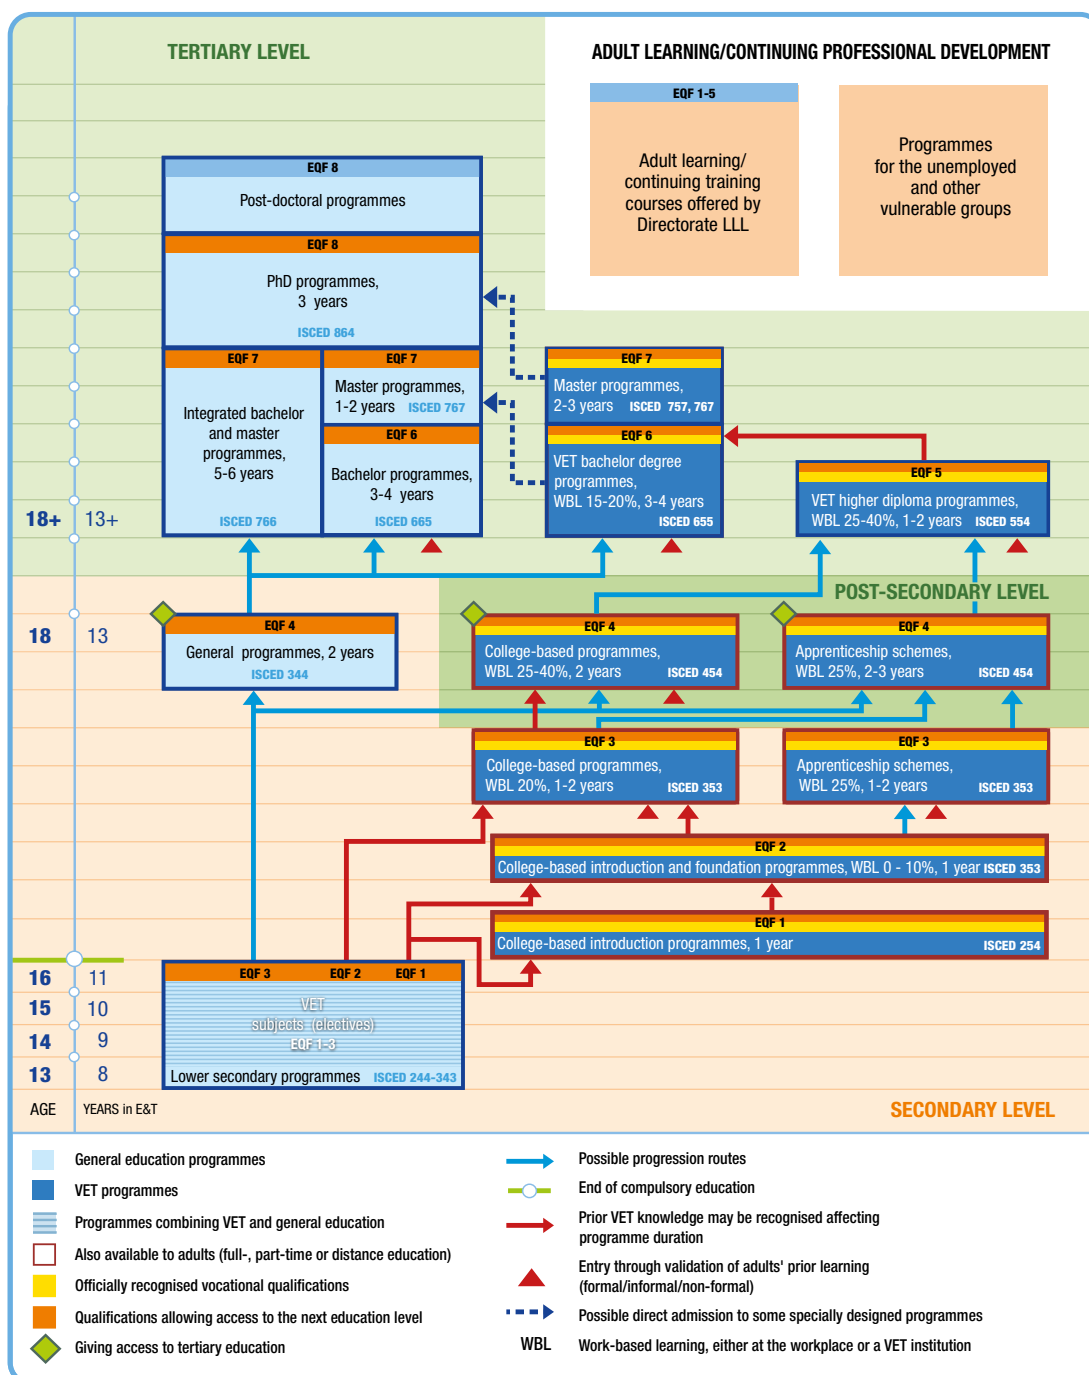 TERTIARY LEVEL
ADULT LEARNING/CONTINUING PROFESSIONAL DEVELOPMENT
EQF 1-5
Adult learning/
continuing training
courses offered by
Directorate LLL
Programmes
for the unemployed
and other
vulnerable groups
EQF 8
Post-doctoral programmes
EQF 8
PhD programmes,
3 years
ISCED 864
EQF 7
Integrated bachelor
and master
programmes,
5-6 years
ISCED 766
EQF 7
Master programmes,
1-2 years ISCED 767
EQF 6
Bachelor programmes,
3-4 years
ISCED 665
EQF 7
Master programmes,
2-3 years ISCED 757, 767
EQF 6
VET bachelor degree
programmes,
WBL 15-20%, 3-4 years
ISCED 655
EQF 5
VET higher diploma programmes,
WBL 25-40%, 1-2 years ISCED 554
18+ 13+
POST-SECONDARY LEVEL
18 13
EQF 4
General programmes, 2 years
ISCED 344
EQF 4
College-based programmes,
WBL 25-40%, 2 years ISCED 454
EQF 4
Apprenticeship schemes,
WBL 25%, 2-3 years ISCED 454
EQF 3
College-based programmes,
WBL 20%, 1-2 years ISCED 353
EQF 3
Apprenticeship schemes,
WBL 25%, 1-2 years ISCED 353
EQF 2
College-based introduction and foundation programmes, WBL 0 - 10%, 1 year ISCED 353
EQF 1
College-based introduction programmes, 1 year ISCED 254
16 11
15 10
14 9
13 8
EQF 3 EQF 2 EQF 1
VET
subjects (electives)
EQF 1-3
Lower secondary programmes ISCED 244-343
AGE YEARS in E&T
SECONDARY LEVEL
General education programmes
VET programmes
Programmes combining VET and general education
Also available to adults (full-, part-time or distance education)
Officially recognised vocational qualifications
Qualifications allowing access to the next education level
Giving access to tertiary education
Possible progression routes
End of compulsory education
Prior VET knowledge may be recognised affecting
programme duration
Entry through validation of adults' prior learning
(formal/informal/non-formal)
Possible direct admission to some specially designed programmes
WBL Work-based learning, either at the workplace or a VET institution